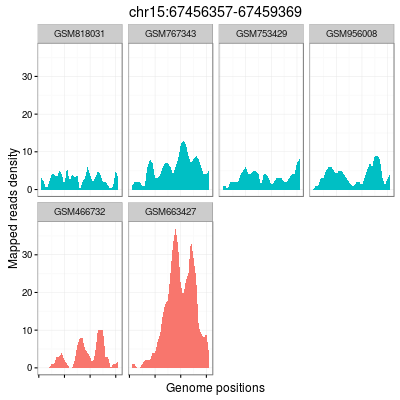 chr15:67456357-67459369
GSM818031 GSM767343 GSM753429 GSM956008
30
20
10
0
Mapped reads density
GSM466732 GSM663427
30
20
10
0
Genome positions